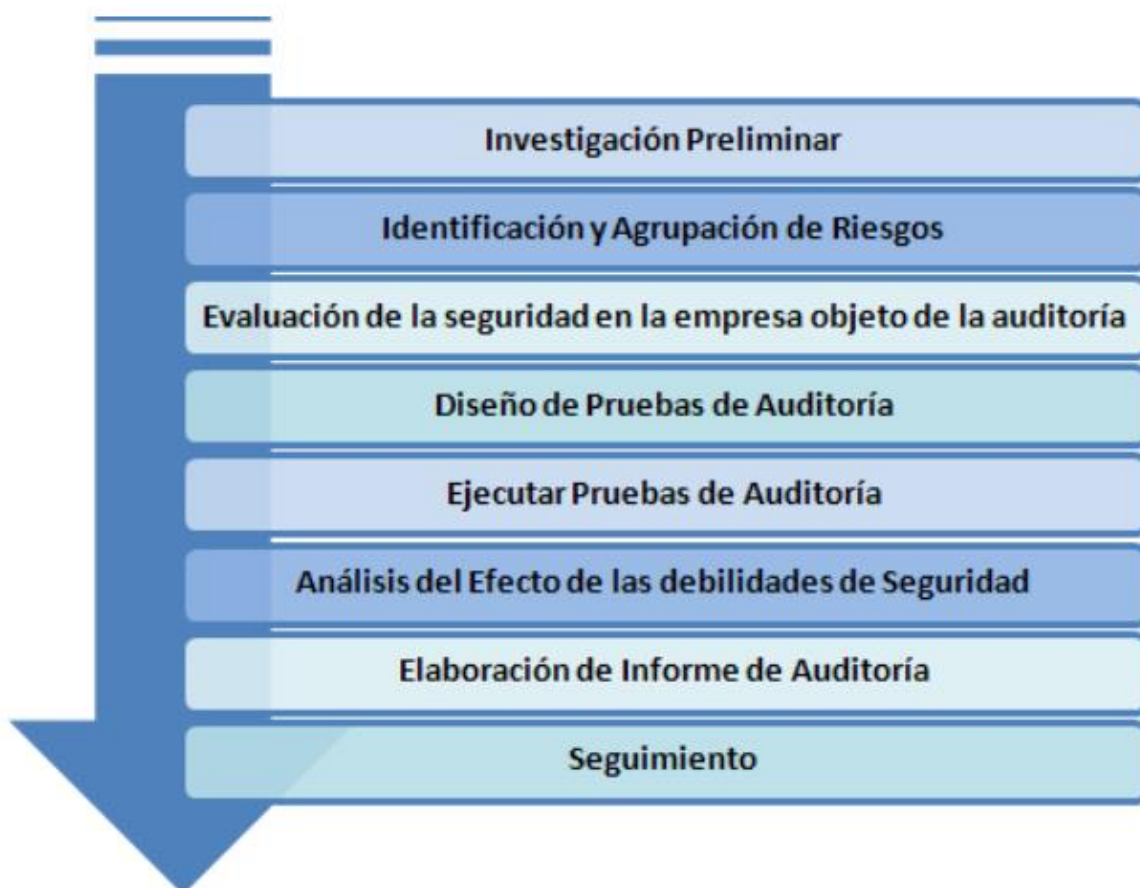 Investigación Preliminar
Identificación y Agrupación de Riesgos
Evaluación de la seguridad en la empresa objeto de la auditoría
Diseño de Pruebas de Auditoría
Ejecutar Pruebas de Auditoría
Análisis del Efecto de las debilidades de Seguridad
Elaboración de Informe de Auditoría
Seguimiento